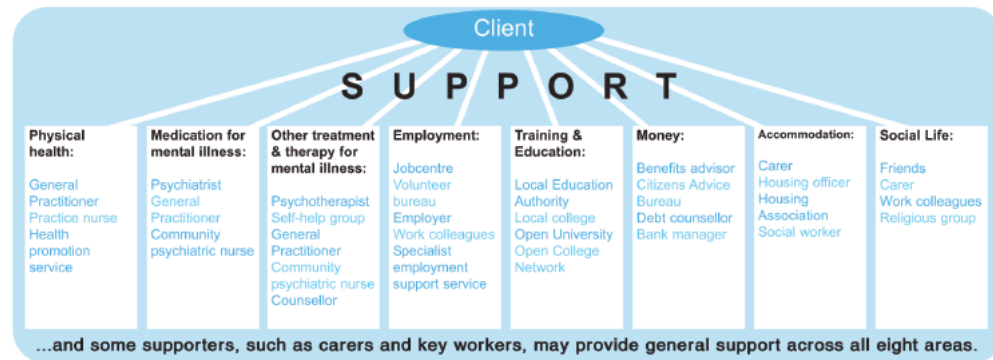 Client
SUPPORT
Physical
health:
General
Practitioner
Practice nurse
Health
promotion
service
Medication for
mental illness:
Psychiatrist
General
Practitioner
Community
psychiatric nurse
Other treatment
& therapy for
mental illness:
Psychotherapist
Self-help group
General
Practitioner
Community
psychiatric nurse
Counsellor
Employment:
Jobcentre
Volunteer
bureau
Employer
Work colleagues
Specialist
employment
support service
Training &
Education:
Local Education
Authority
Local college
Open University
Open College
Network
Money:
Benefits advisor
Citizens Advice
Bureau
Debt counsellor
Bank manager
Accommodation:
Carer
Housing officer
Housing
Association
Social worker
Social Life:
Friends
Carer
Work colleagues
Religious group
...and some supporters, such as carers and key workers, may provide general support across all eight areas.